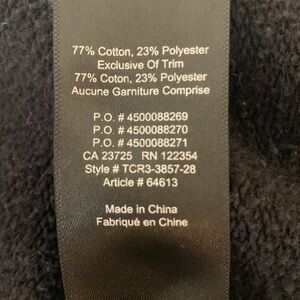 77% Cotton, 23% Polyester
Exclusive Of Trim
77% Coton, 23% Polyester
Aucune Garniture Comprise
P.O. # 4500088269
P.O. # 4500088270
P.O. # 4500088271
CA 23725 RN 122354
Style # TCR3-3857-28
Article # 64613
Made in China
Fabriqué en Chine